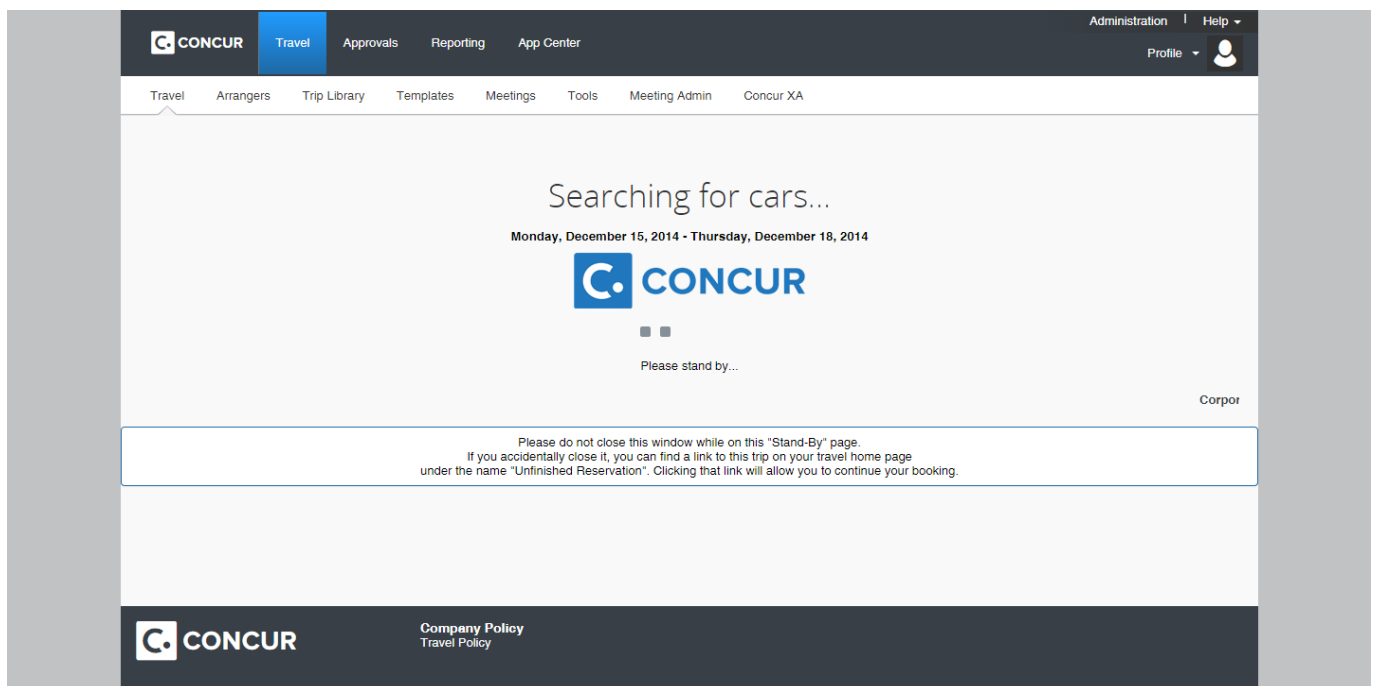 Administration | Help
C. CONCUR Travel Approvals Reporting App Center
Profile
Travel Arrangers Trip Library Templates Meetings Tools Meeting Admin Concur XA
Searching for cars...
Monday, December 15, 2014 - Thursday, December 18, 2014
C. CONCUR
Please stand by...
Corpor
Please do not close this window while on this "Stand-By" page.
If you accidentally close it, you can find a link to this trip on your travel home page
under the name "Unfinished Reservation". Clicking that link will allow you to continue your booking.
C. CONCUR
Company Policy
Travel Policy